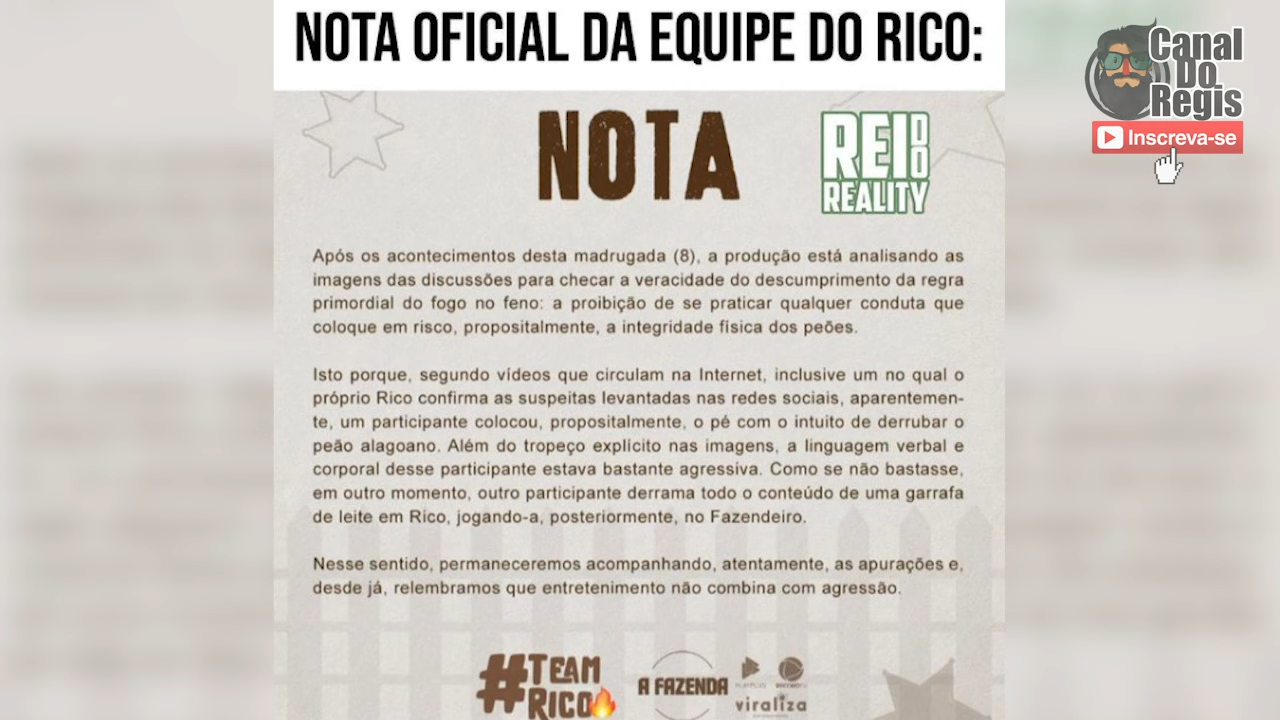 NOTA OFICIAL DA EQUIPE DO RICO:
Canal
Do
Regis
Inscreva-se
NOTA
REI DO
REALITY
Após os acontecimentos desta madrugada (8), a produção está analisando as
imagens das discussões para checar a veracidade do descumprimento da regra
primordial do fogo no feno: a proibição de se praticar qualquer conduta que
coloque em risco, propositalmente, a integridade física dos peões.
Isto porque, segundo vídeos que circulam na Internet, inclusive um no qual o
próprio Rico confirma as suspeitas levantadas nas redes sociais, aparentemen-
te, um participante colocou, propositalmente, o pé com o intuito de derrubar o
peão alagoano. Além do tropeço explícito nas imagens, a linguagem verbal e
corporal desse participante estava bastante agressiva. Como se não bastasse,
em outro momento, outro participante derrama todo o conteúdo de uma garrafa
de leite em Rico, jogando-a, posteriormente, no Fazendeiro.
Nesse sentido, permaneceremos acompanhando, atentamente, as apurações e,
desde já, relembramos que entretenimento não combina com agressão.
#TEAM
RICO🔥
A FAZENDA
viraliza